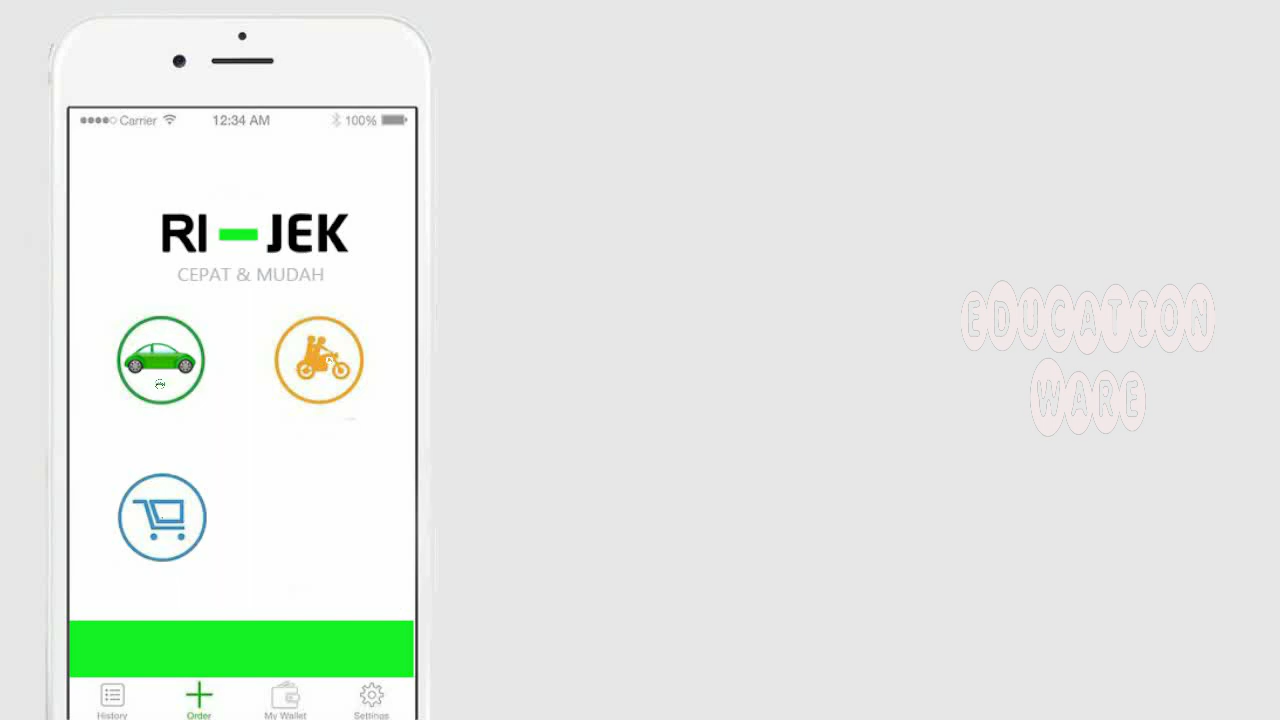 Carrier 12:34 AM 100%
RI-JEK
CEPAT & MUDAH
EDUCATION
WARE
History Order My Wallet Settings